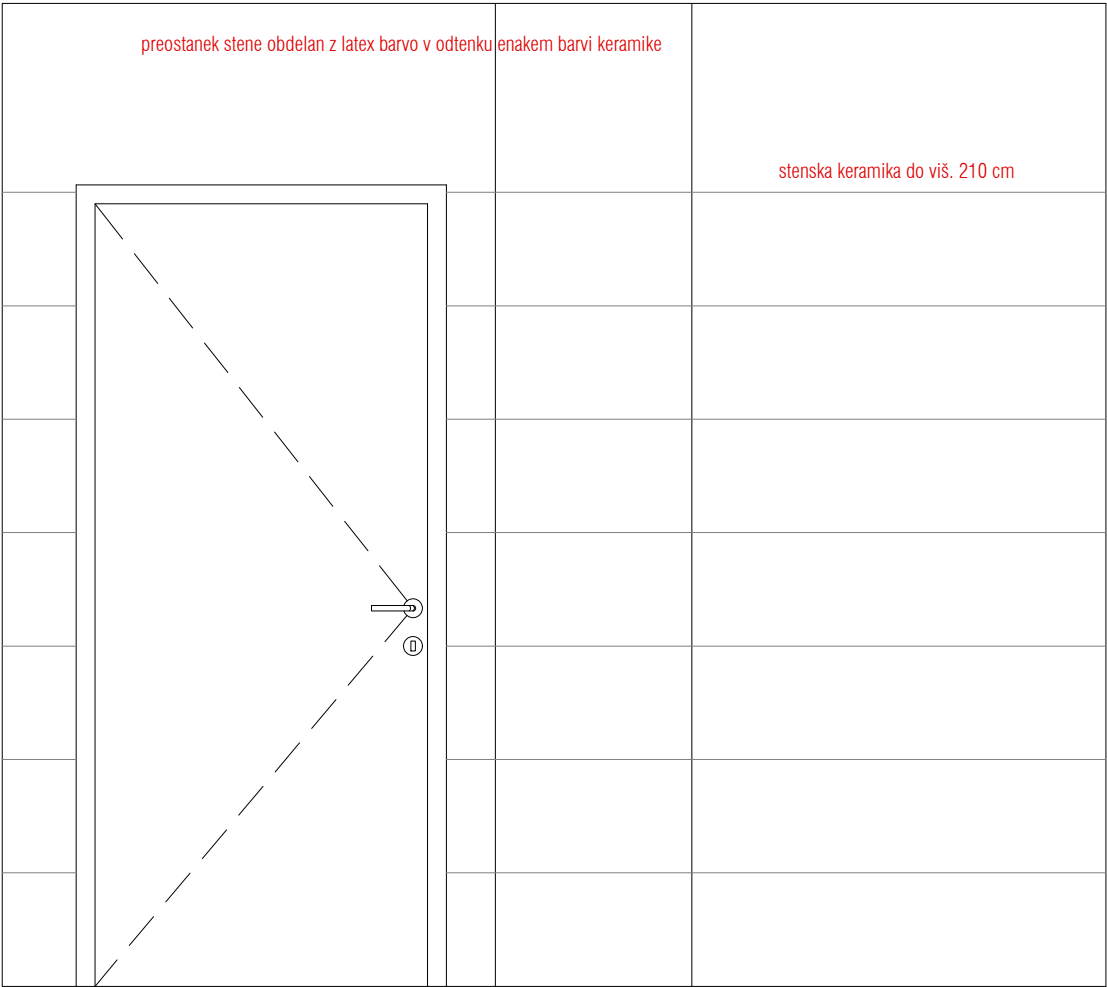 preostanek stene obdelan z latex barvo v odtenku enakem barvi keramike
stenska keramika do viš. 210 cm